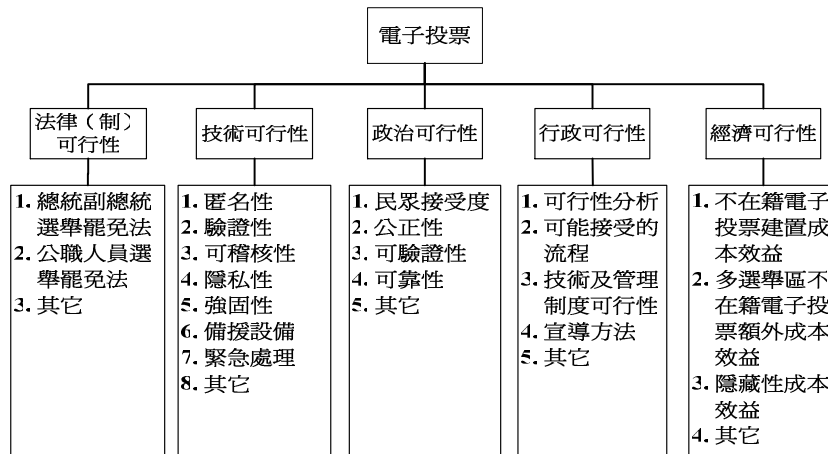 電子投票
法律（制）
可行性
技術可行性
政治可行性
行政可行性
經濟可行性
1. 總統副總統
選舉罷免法
2. 公職人員選
舉罷免法
3. 其它
1. 匿名性
2. 驗證性
3. 可稽核性
4. 隱私性
5. 強固性
6. 備援設備
7. 緊急處理
8. 其它
1. 民眾接受度
2. 公正性
3. 可驗證性
4. 可靠性
5. 其它
1. 可行性分析
2. 可能接受的
流程
3. 技術及管理
制度可行性
4. 宣導方法
5. 其它
1. 不在籍電子
投票建置成
本效益
2. 多選舉區不
在籍電子投
票額外成本
效益
3. 隱藏性成本
效益
4. 其它